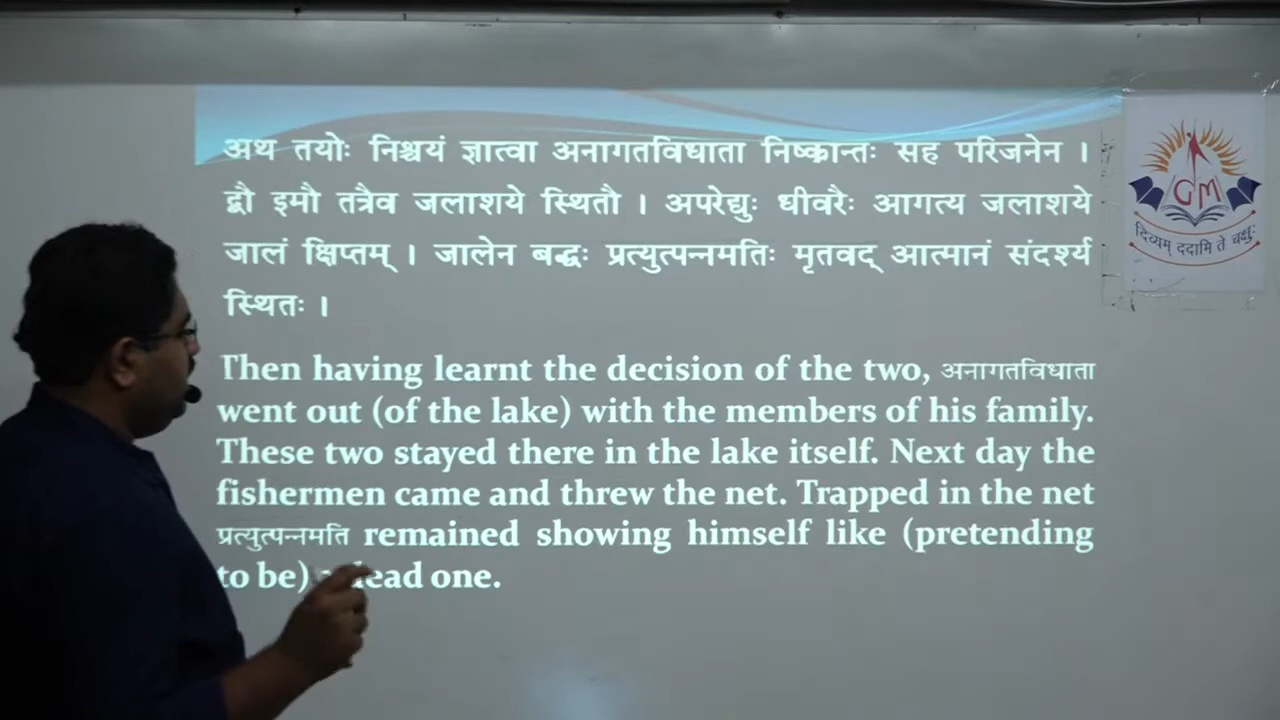 अथ तयोः निश्चयं ज्ञात्वा अनागतविघाता निष्कान्तः सह परिजनेन ।
द्वौ इमौ तत्रैव जलाशये स्थितौ । अपरेद्युः धीवरैः आगत्य जलाशये
जालं क्षिप्तम् । जालेन बद्धः प्रत्युत्पन्नमतिः मृतवद् आत्मानं संदर्श्य
स्थितः ।
Then having learnt the decision of the two, अनागतविधाता
went out (of the lake) with the members of his family.
These two stayed there in the lake itself. Next day the
fishermen came and threw the net. Trapped in the net
प्रत्युत्पन्नमति remained showing himself like (pretending
to be) dead one.
GM
दिव्यम् ददामि ते चक्षुः